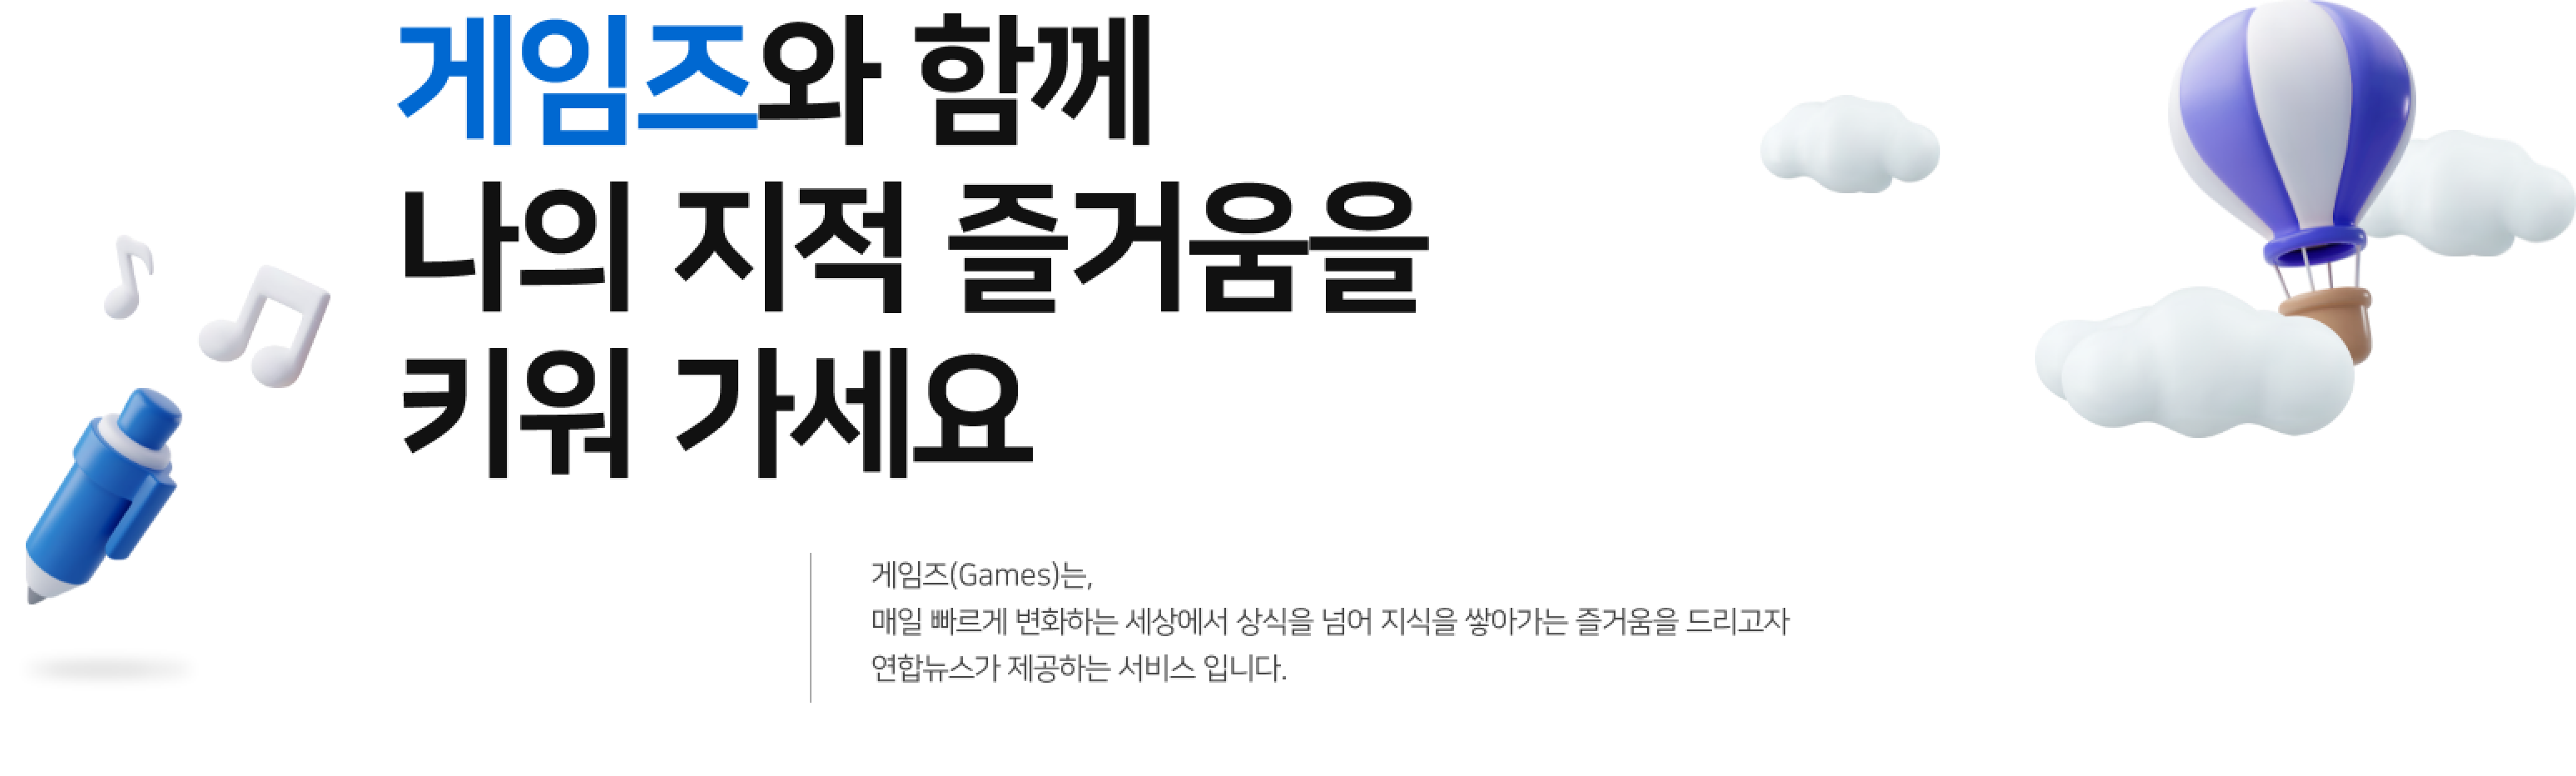 게임즈와 함께
나의 지적 즐거움을
키워 가세요
게임즈(Games)는,
매일 빠르게 변화하는 세상에서 상식을 넘어 지식을 쌓아가는 즐거움을 드리고자
연합뉴스가 제공하는 서비스 입니다.